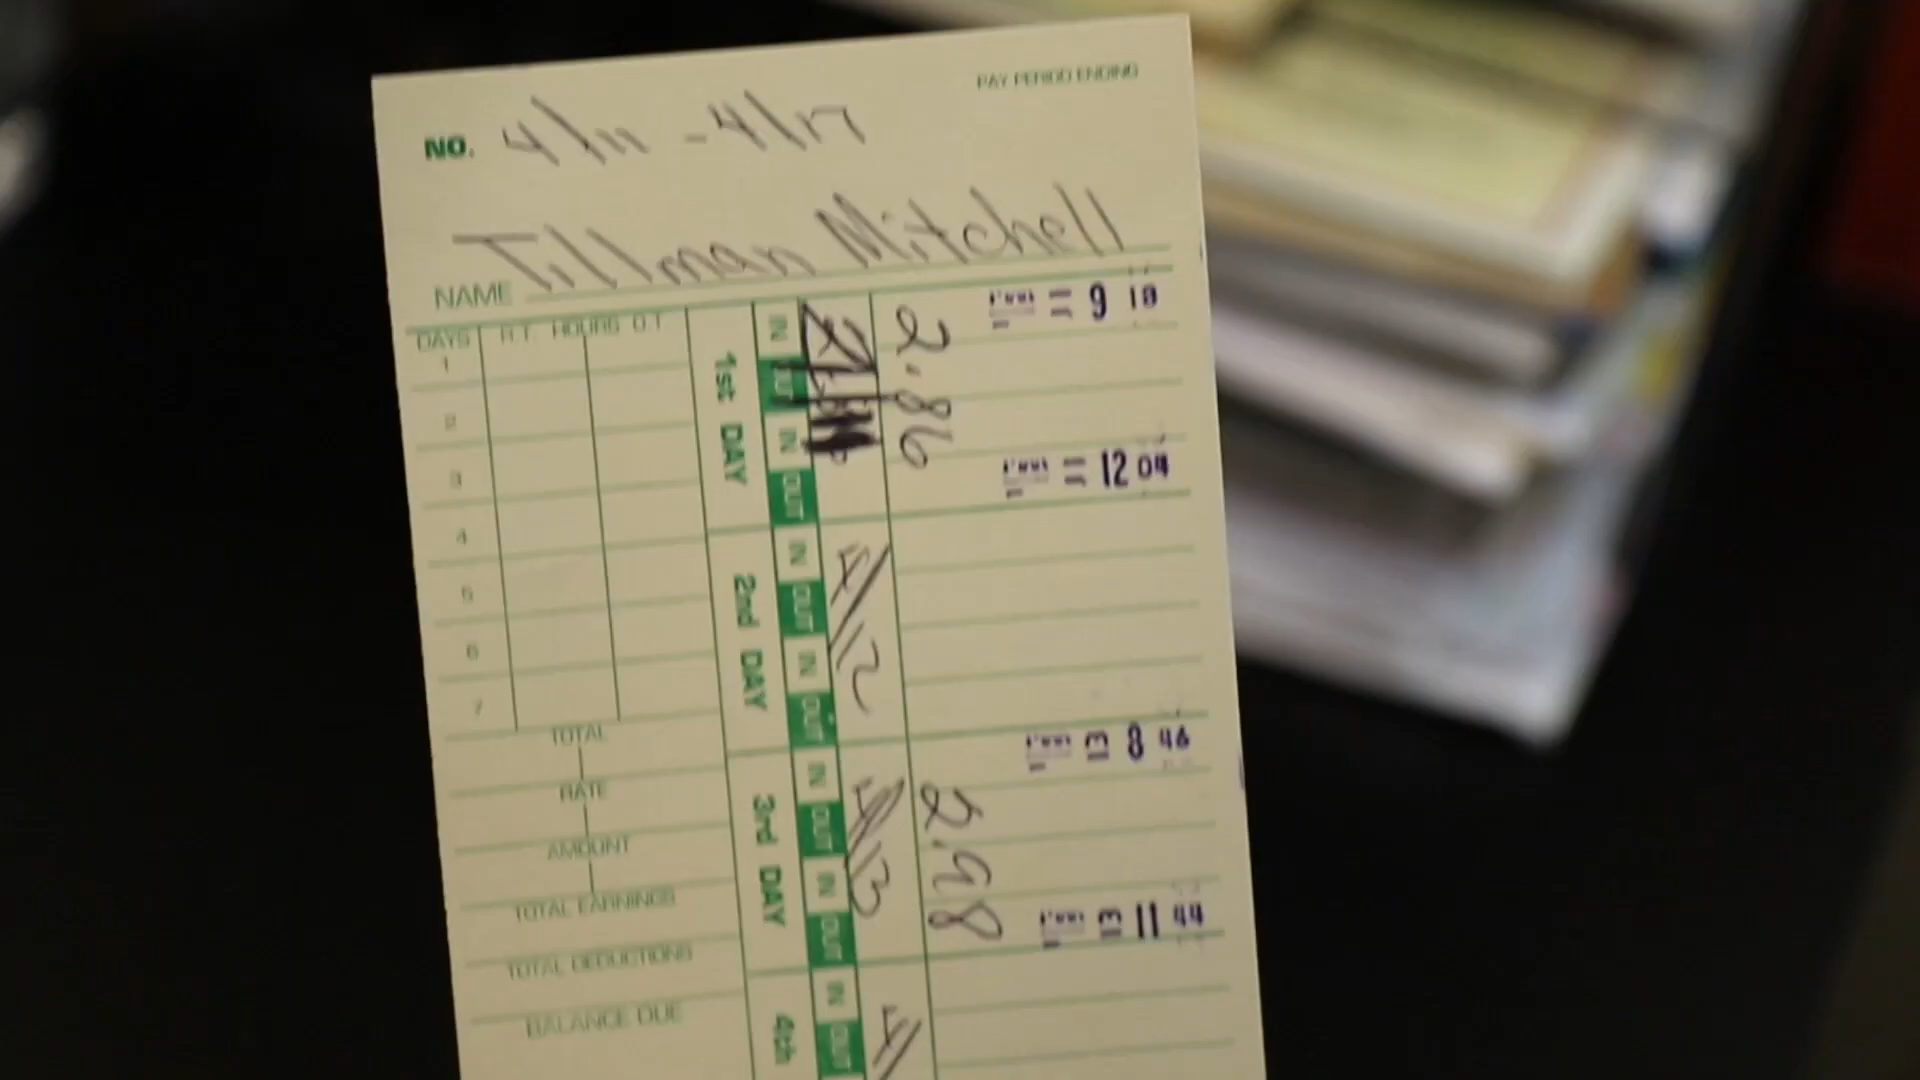 PAY PERIOD ENDING
NO. 4/11 - 4/17
NAME Tillman Mitchell
DAYS R.T. HOURS O.T
1
2
3
4
5
6
7
TOTAL
RATE
AMOUNT
TOTAL EARNINGS
TOTAL DEDUCTIONS
BALANCE DUE
1st DAY
IN
OUT
IN
OUT
2.86
9 10
12 04
2nd DAY
IN
OUT
IN
OUT
4/12
3rd DAY
IN
OUT
IN
OUT
4/13
2.98
8 46
11 44
4th
IN
OUT
4/